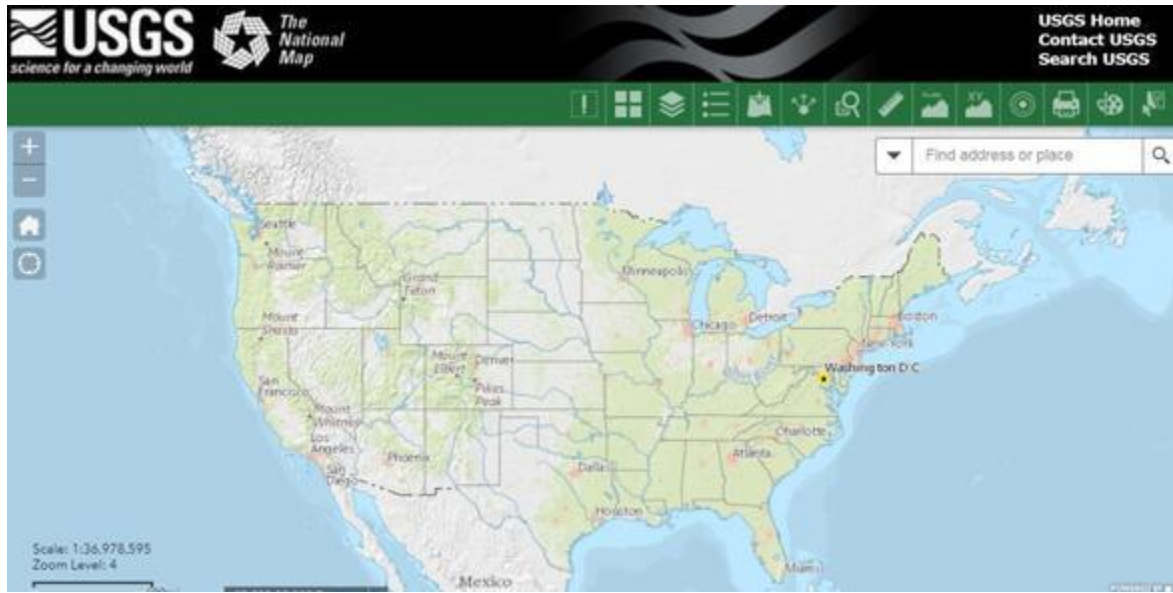 USGS
science for a changing world
The
National
Map
USGS Home
Contact USGS
Search USGS
Find address or place
Seattle
Mount
Rainier
Grand
Teton
Minneapolis
Mount
Shasta
Chicago
Detroit
Boston
New York
Mount
Elbert
Denver
Washington D C
San
Francisco
Pikes
Peak
Mount
Whitney
Los
Angeles
Phoenix
Charlotte
Atlanta
San
Diego
Dallas
Houston
Miami
Mexico
Scale: 1:36,978,595
Zoom Level: 4